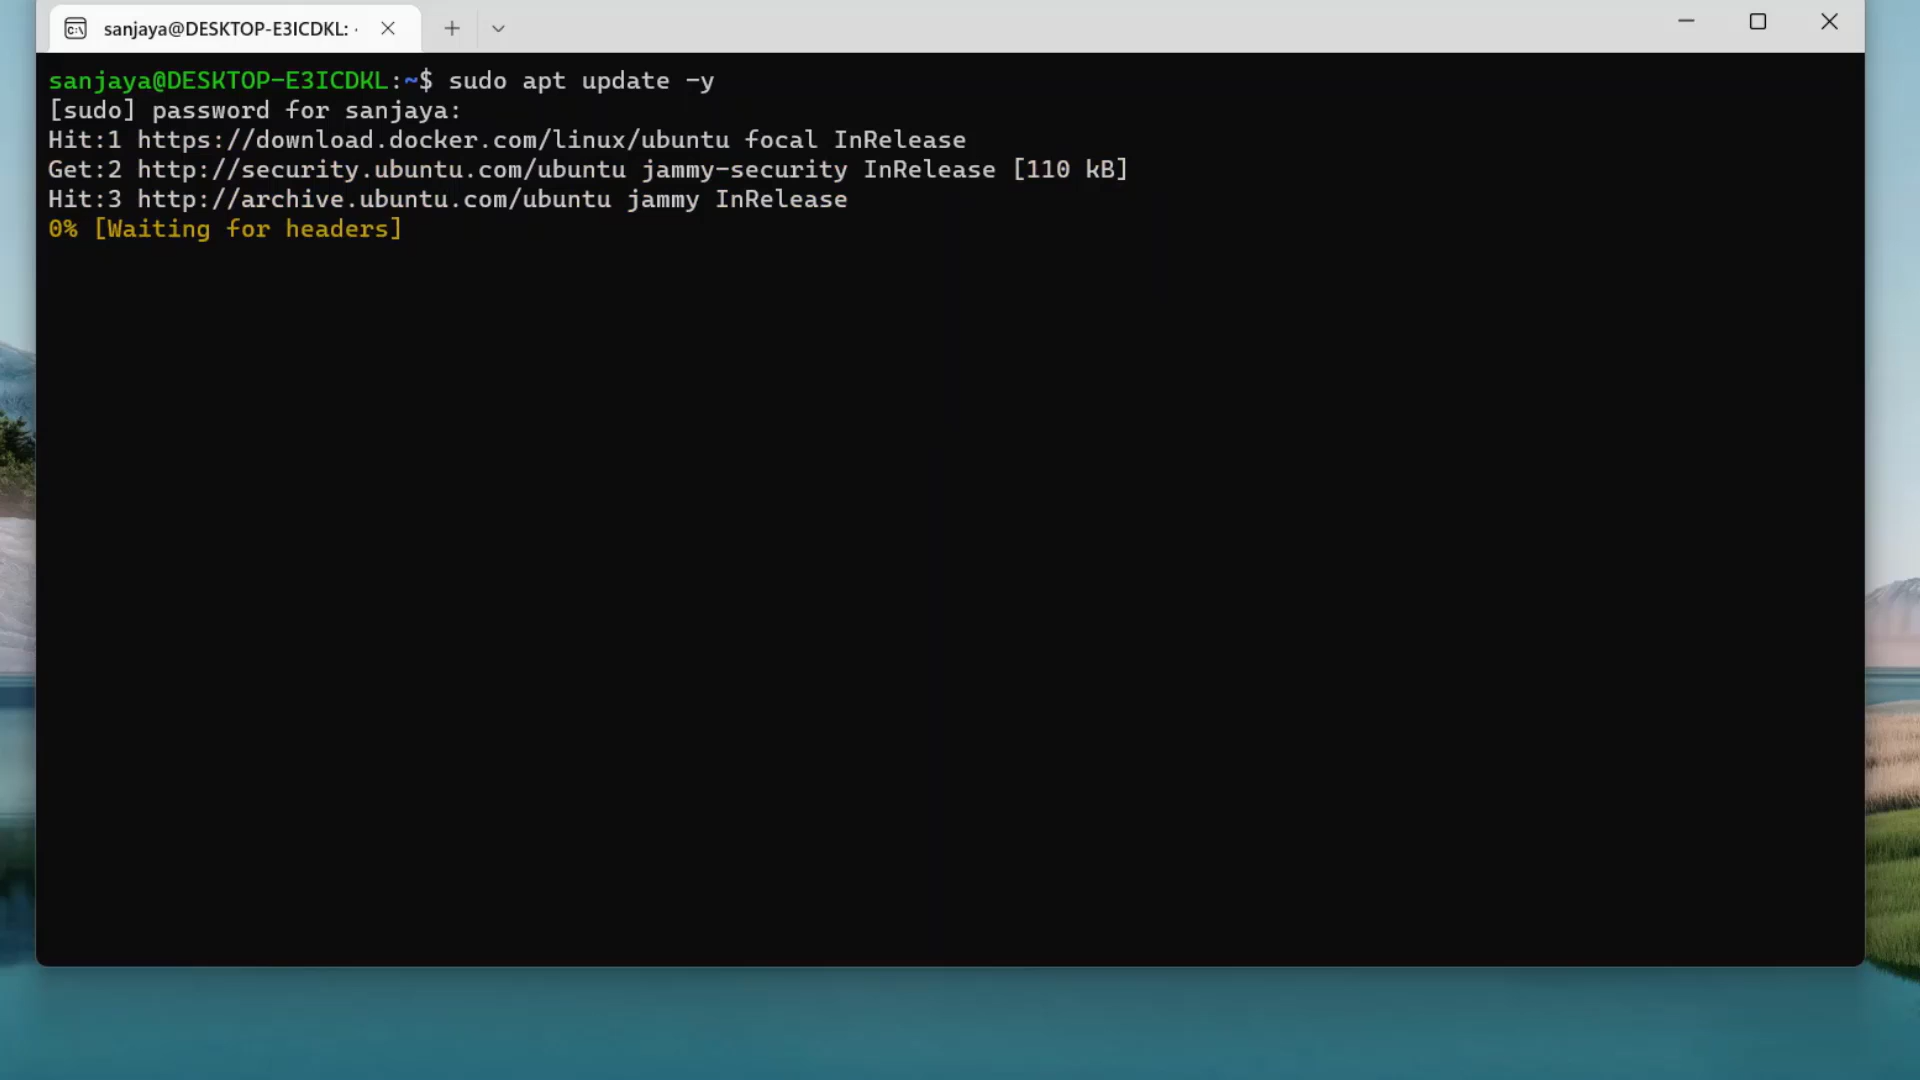 sanjaya@DESKTOP-E3ICDKL: ~
sanjaya@DESKTOP-E3ICDKL:~$ sudo apt update -y
[sudo] password for sanjaya:
Hit:1 https://download.docker.com/linux/ubuntu focal InRelease
Get:2 http://security.ubuntu.com/ubuntu jammy-security InRelease [110 kB]
Hit:3 http://archive.ubuntu.com/ubuntu jammy InRelease
0% [Waiting for headers]